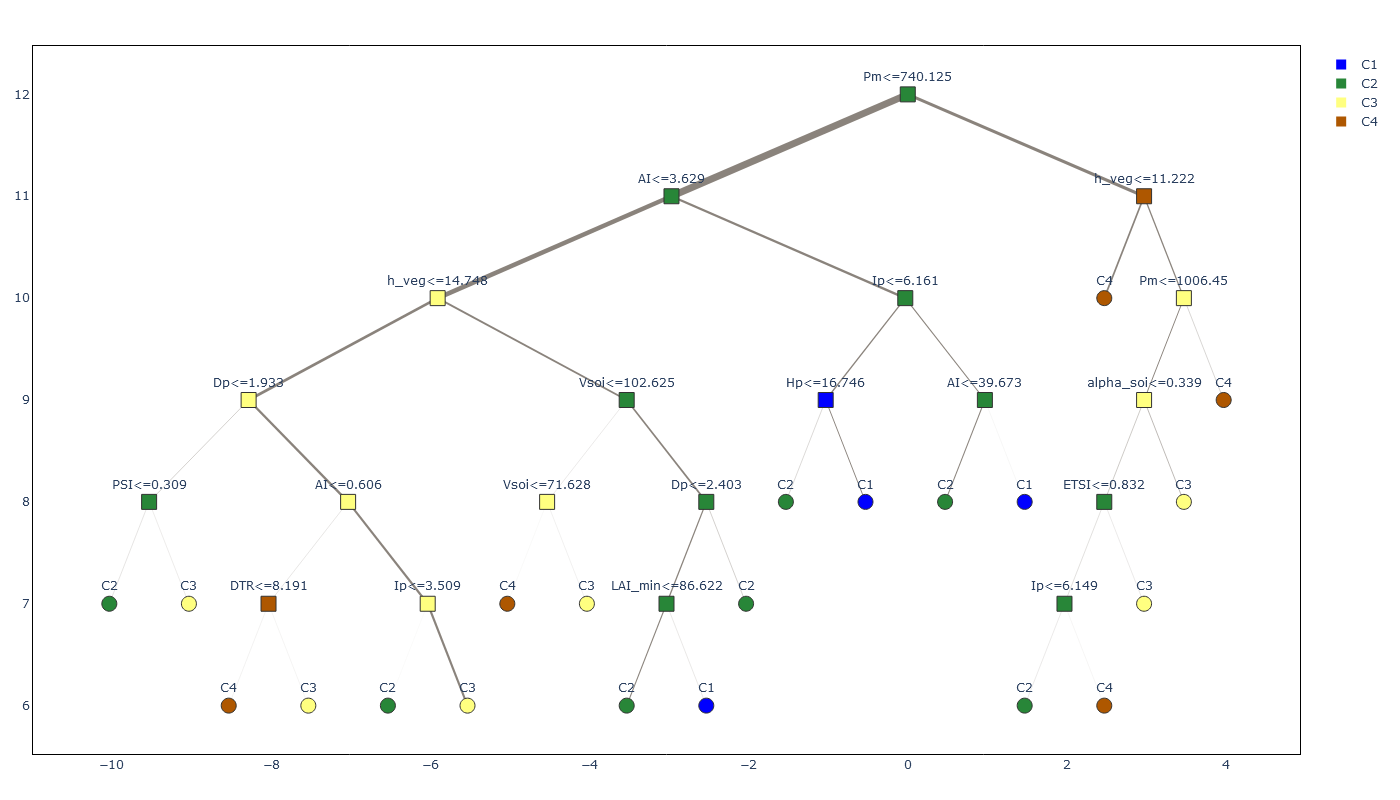 Pm<=740.125
C1
C2
C3
C4
12
AI<=3.629
h_veg<=11.222
11
h_veg<=14.748
Ip<=6.161
C4
Pm<=1006.45
10
Dp<=1.933
Vsoi<=102.625
Hp<=16.746
AI<=39.673
alpha_soi<=0.339
C4
9
PSI<=0.309
AI<=0.606
Vsoi<=71.628
Dp<=2.403
C2
C1
C2
C1
ETSI<=0.832
C3
8
C2
C3
DTR<=8.191
Ip<=3.509
C4
C3
LAI_min<=86.622
C2
Ip<=6.149
C3
7
C4
C3
C2
C3
C2
C1
C2
C4
6
−10
−8
−6
−4
−2
0
2
4